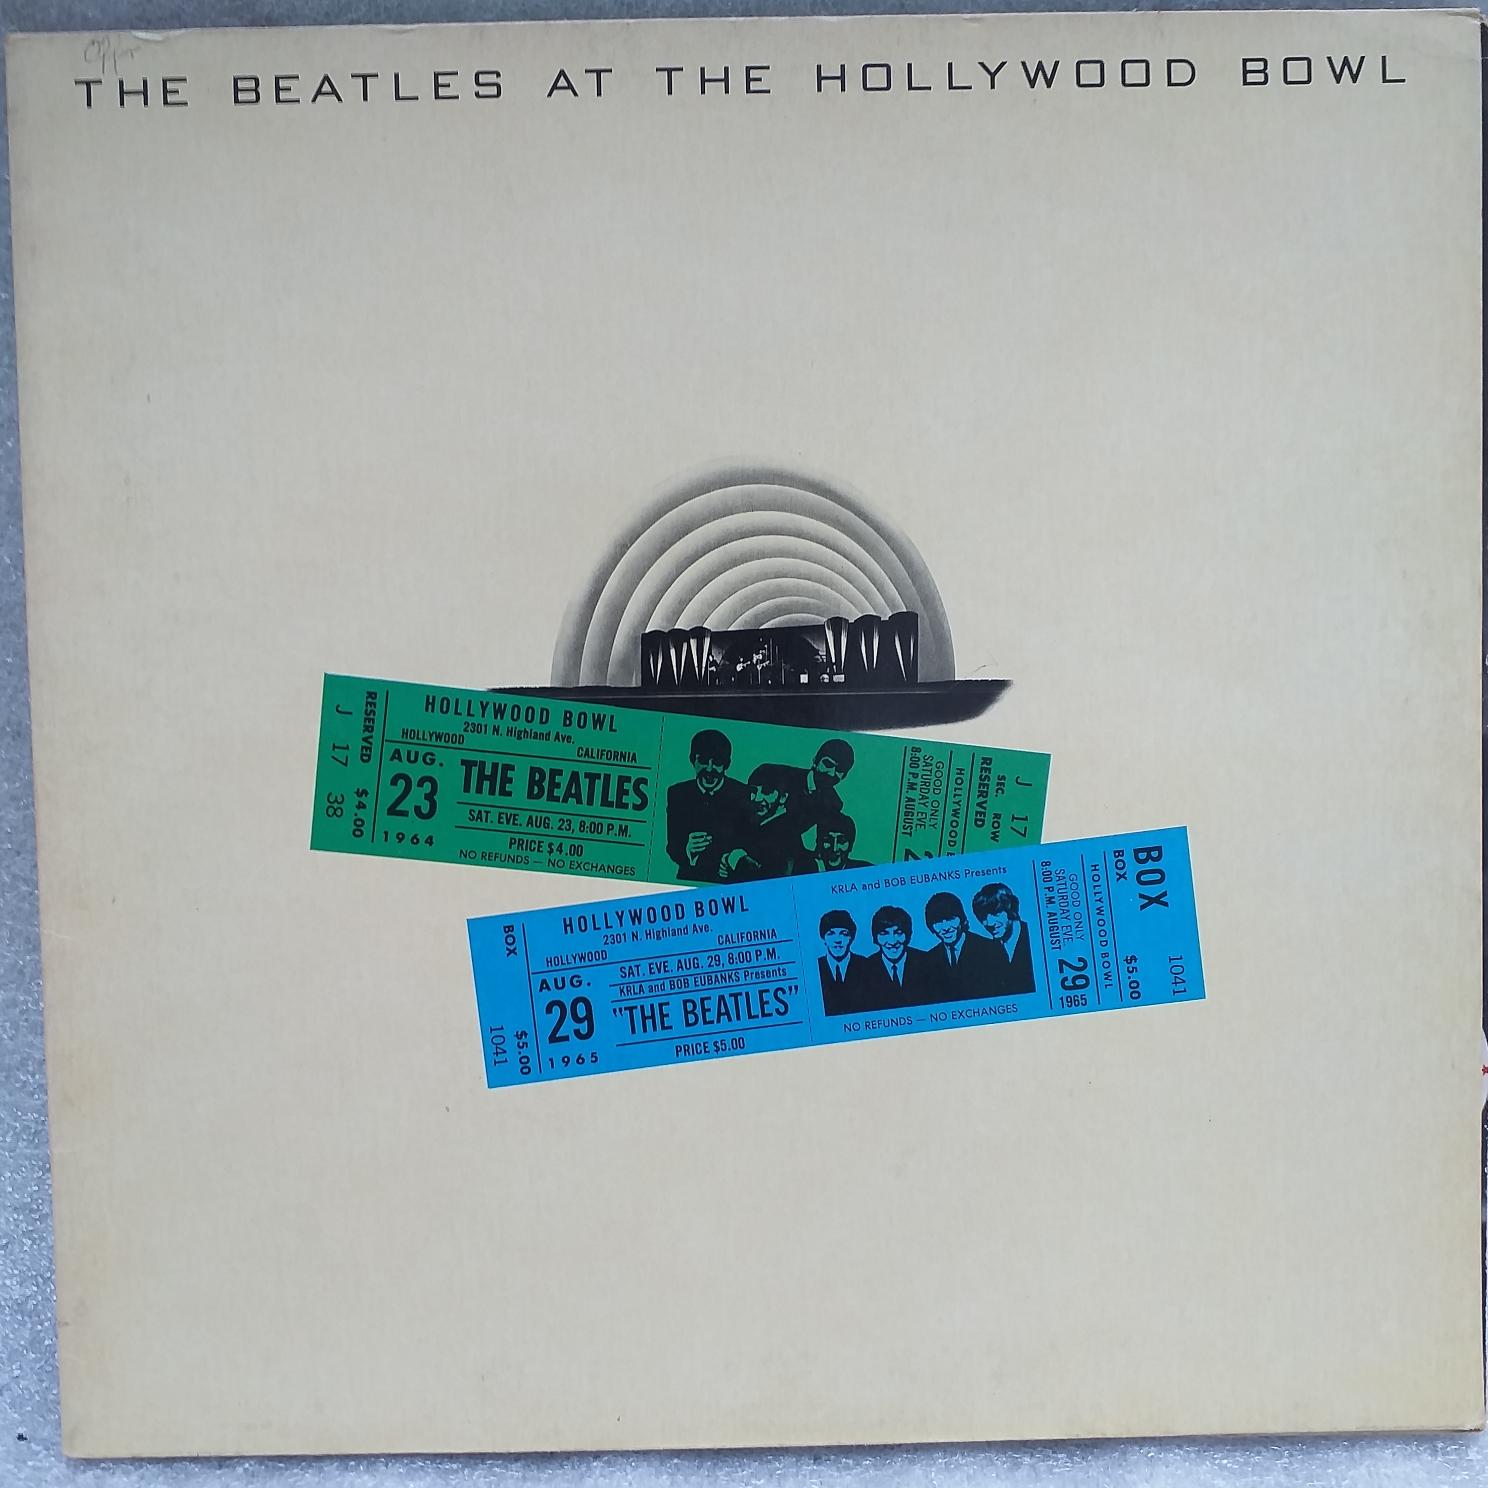 THE BEATLES AT THE HOLLYWOOD BOWL
J 17 38
RESERVED $4.00
HOLLYWOOD BOWL
2301 N. Highland Ave.
HOLLYWOOD CALIFORNIA
AUG.
23
1964
THE BEATLES
SAT. EVE. AUG. 23, 8:00 P.M.
PRICE $4.00
NO REFUNDS — NO EXCHANGES
8:00 P.M. AUGUST
SATURDAY EVE.
GOOD ONLY
HOLLYWOOD
RESERVED
SEC. ROW
J 17
BOX
1041 $5.00
HOLLYWOOD BOWL
2301 N. Highland Ave.
HOLLYWOOD CALIFORNIA
AUG.
29
1965
SAT. EVE. AUG. 29, 8:00 P.M.
KRLA and BOB EUBANKS Presents
"THE BEATLES"
PRICE $5.00
KRLA and BOB EUBANKS Presents
NO REFUNDS — NO EXCHANGES
8:00 P.M. AUGUST
SATURDAY EVE.
GOOD ONLY
29
1965
HOLLYWOOD BOWL
BOX $5.00
BOX
1041